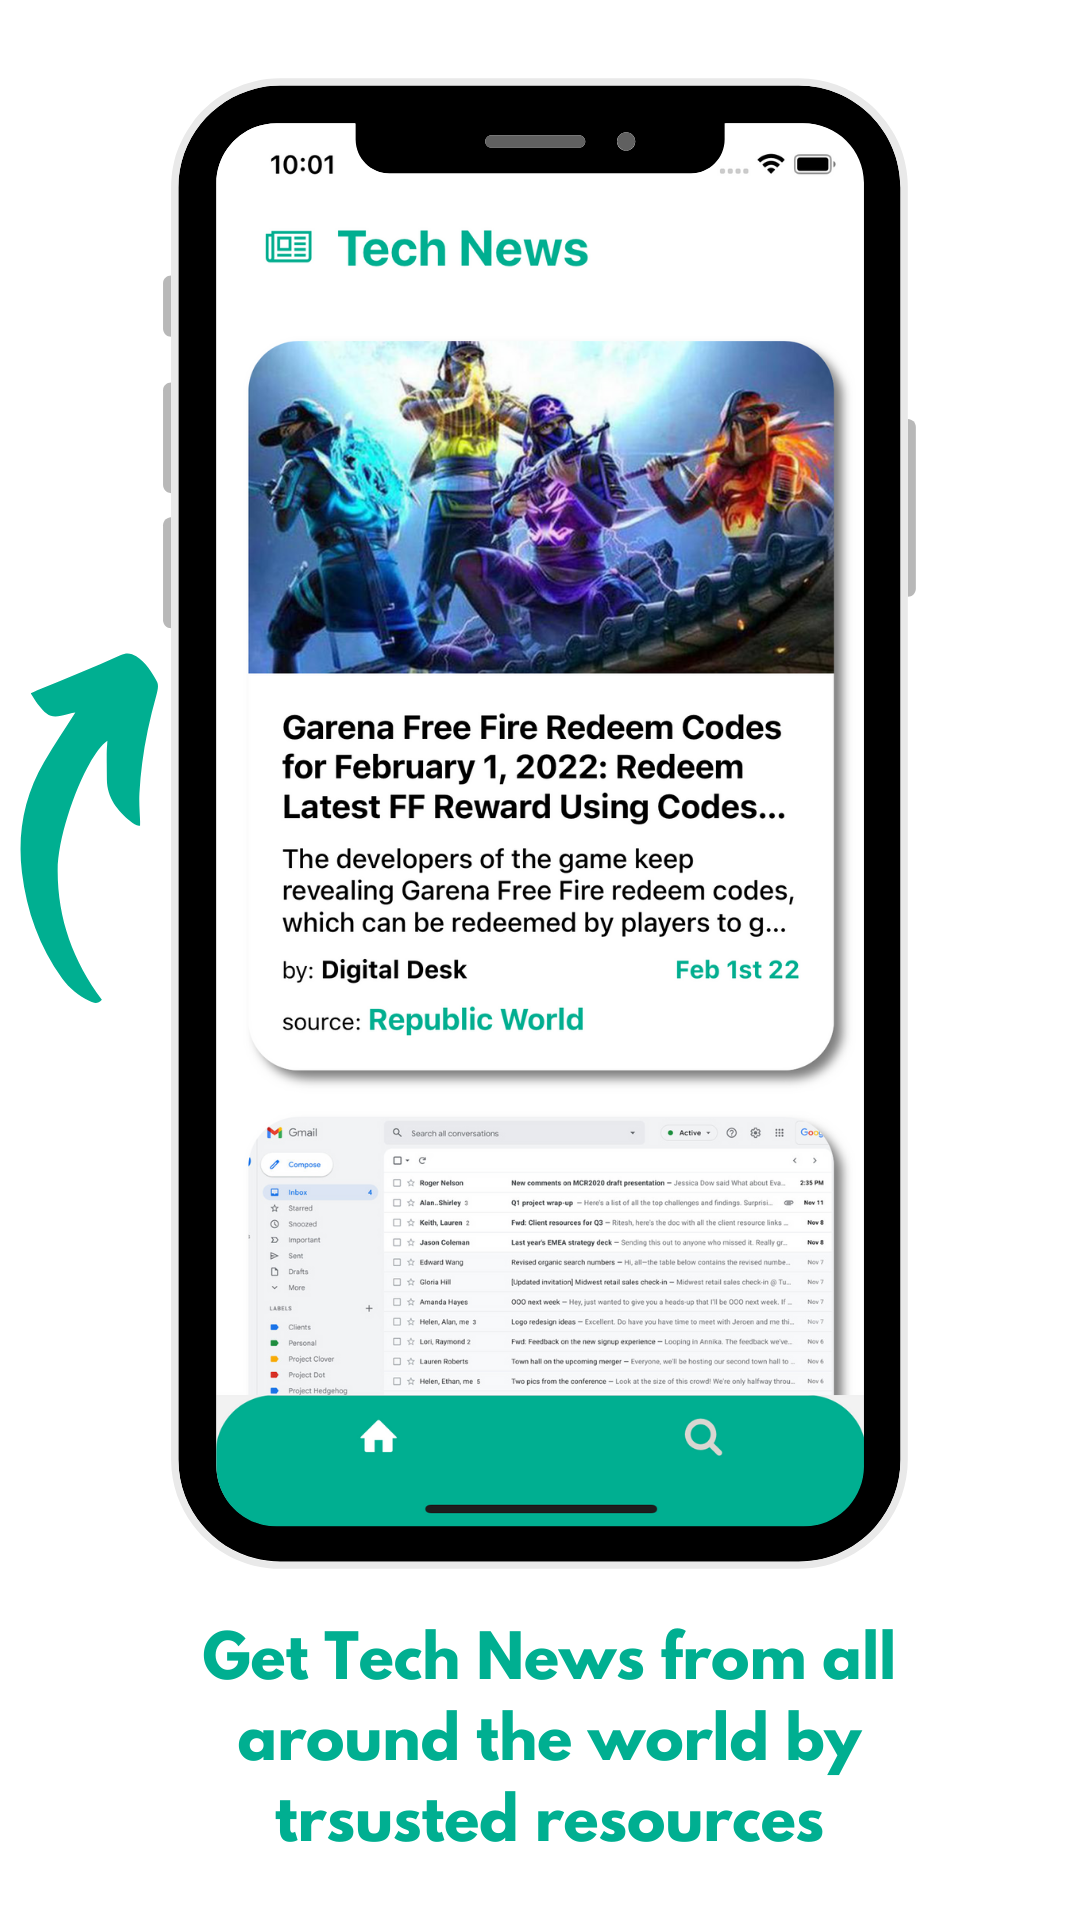 10:01
Tech News
Garena Free Fire Redeem Codes
for February 1, 2022: Redeem
Latest FF Reward Using Codes...
The developers of the game keep
revealing Garena Free Fire redeem codes,
which can be redeemed by players to g...
by: Digital Desk Feb 1st 22
source: Republic World
Gmail Search all conversations Active
Compose
Roger Nelson New comments on MCR2020 draft presentation – Jessica Dow said What about Eva... 2:35 PM
Inbox 4
Alan..Shirley 3 Q1 project wrap-up – Here's a list of all the top challenges and findings. Surprisi... Nov 11
Starred
Keith, Lauren 2 Fwd: Client resources for Q3 – Ritesh, here's the doc with all the client resource links ... Nov 8
Snoozed
Jason Coleman Last year's EMEA strategy deck – Sending this out to anyone who missed it. Really gr... Nov 8
Important
Sent
Edward Wang Revised organic search numbers – Hi, all—the table below contains the revised numbe... Nov 7
Drafts
Gloria Hill [Updated invitation] Midwest retail sales check-in – Midwest retail sales check-in @ Tu... Nov 7
More
Amanda Hayes OOO next week – Hey, just wanted to give you a heads-up that I'll be OOO next week. If ... Nov 7
LABELS
Helen, Alan, me 3 Logo redesign ideas – Excellent. Do have you have time to meet with Jeroen and me thi... Nov 7
Clients
Lori, Raymond 2 Fwd: Feedback on the new signup experience – Looping in Annika. The feedback we've... Nov 6
Personal
Lauren Roberts Town hall on the upcoming merger – Everyone, we'll be hosting our second town hall to ... Nov 6
Project Clover
Project Dot
Helen, Ethan, me 5 Two pics from the conference – Look at the size of this crowd! We're only halfway throu... Nov 6
Project Hedgehog
Get Tech News from all
around the world by
trsusted resources